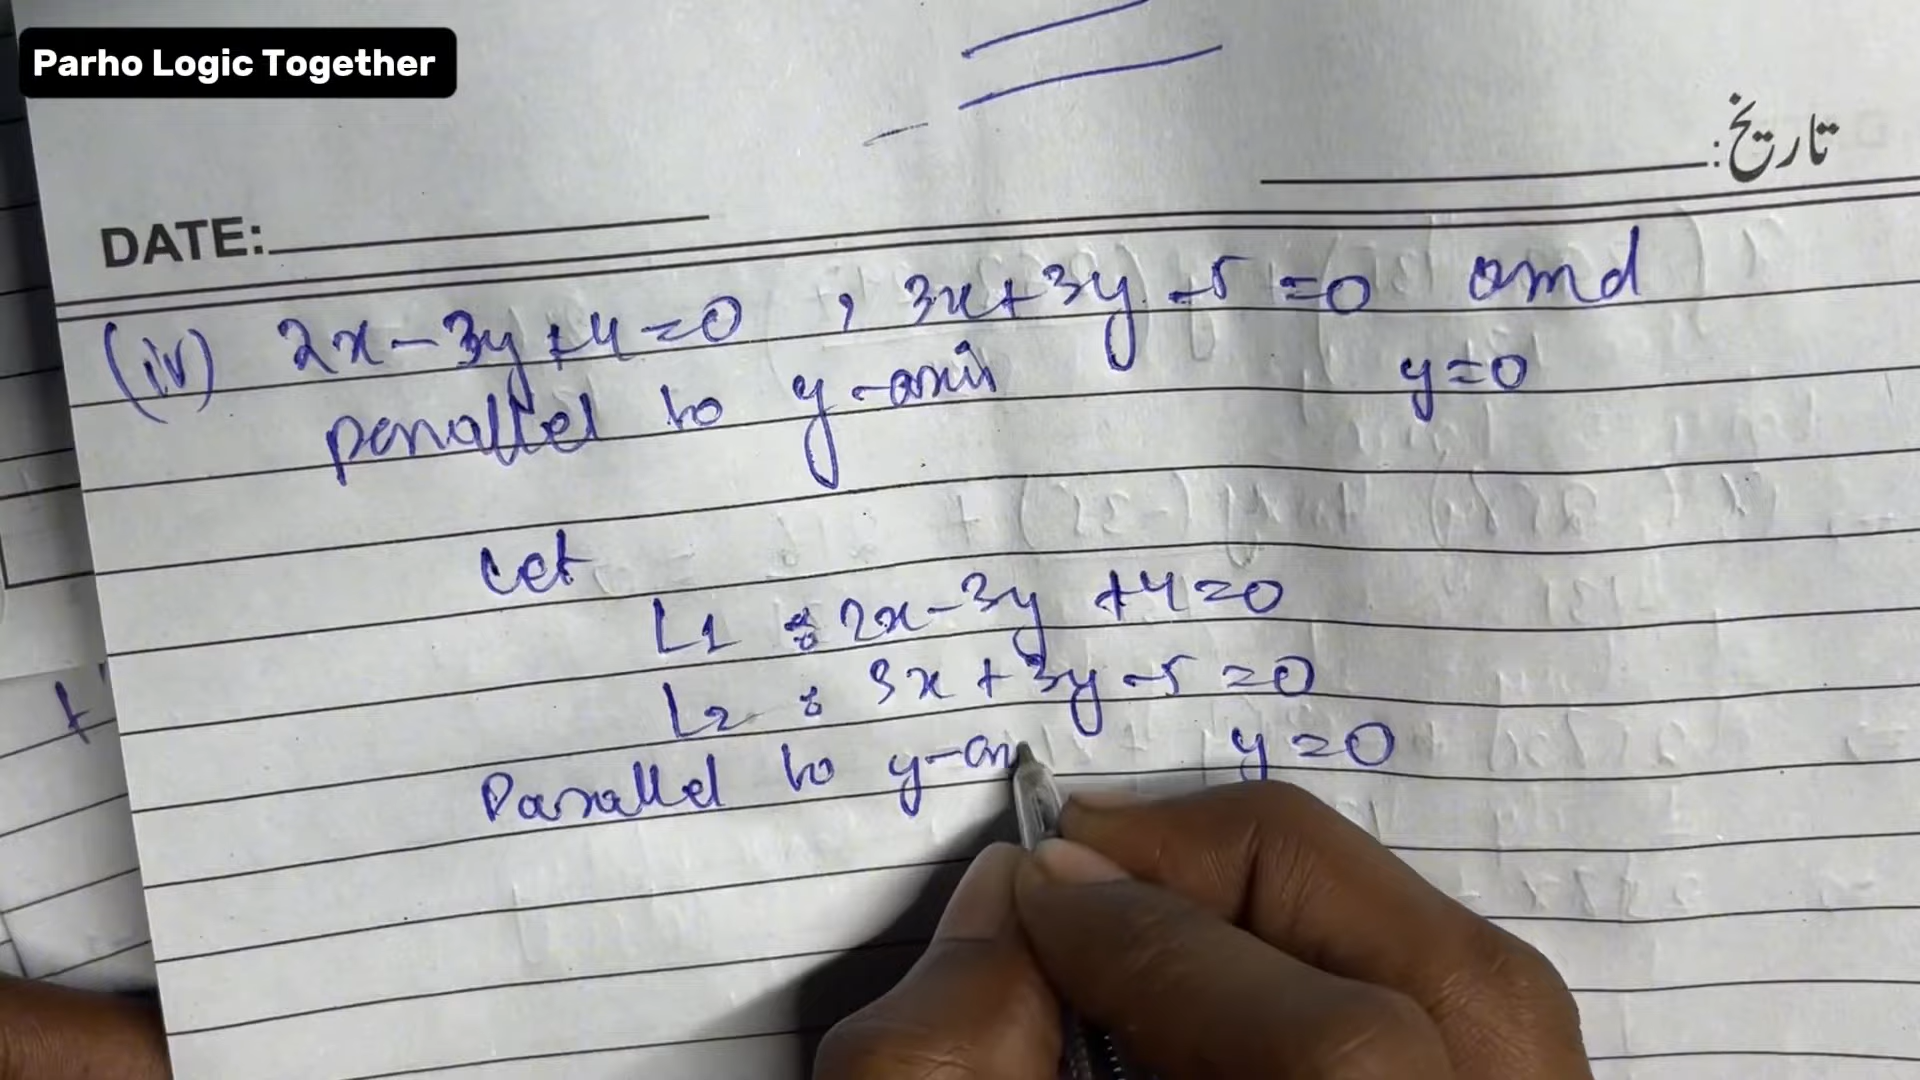 Parho Logic Together
تاریخ:
DATE:
(iv) 2x-3y+4=0 , 3x+3y-5=0 and
parallel to y-axis y=0
Let
L1 : 2x-3y+4=0
L2 : 3x+3y-5=0
Parallel to y-ax y=0